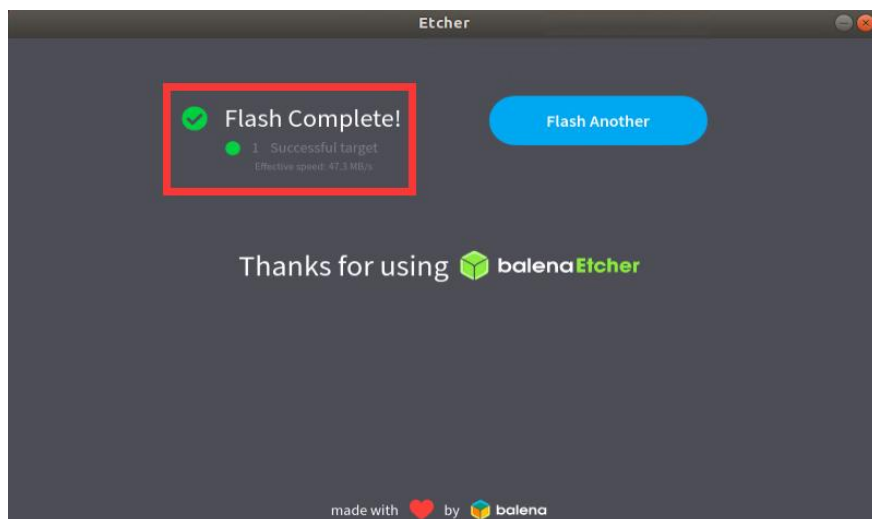 Etcher
Flash Complete!
1 Successful target
Effective speed: 47.3 MB/s
Flash Another
Thanks for using balenaEtcher
made with by balena